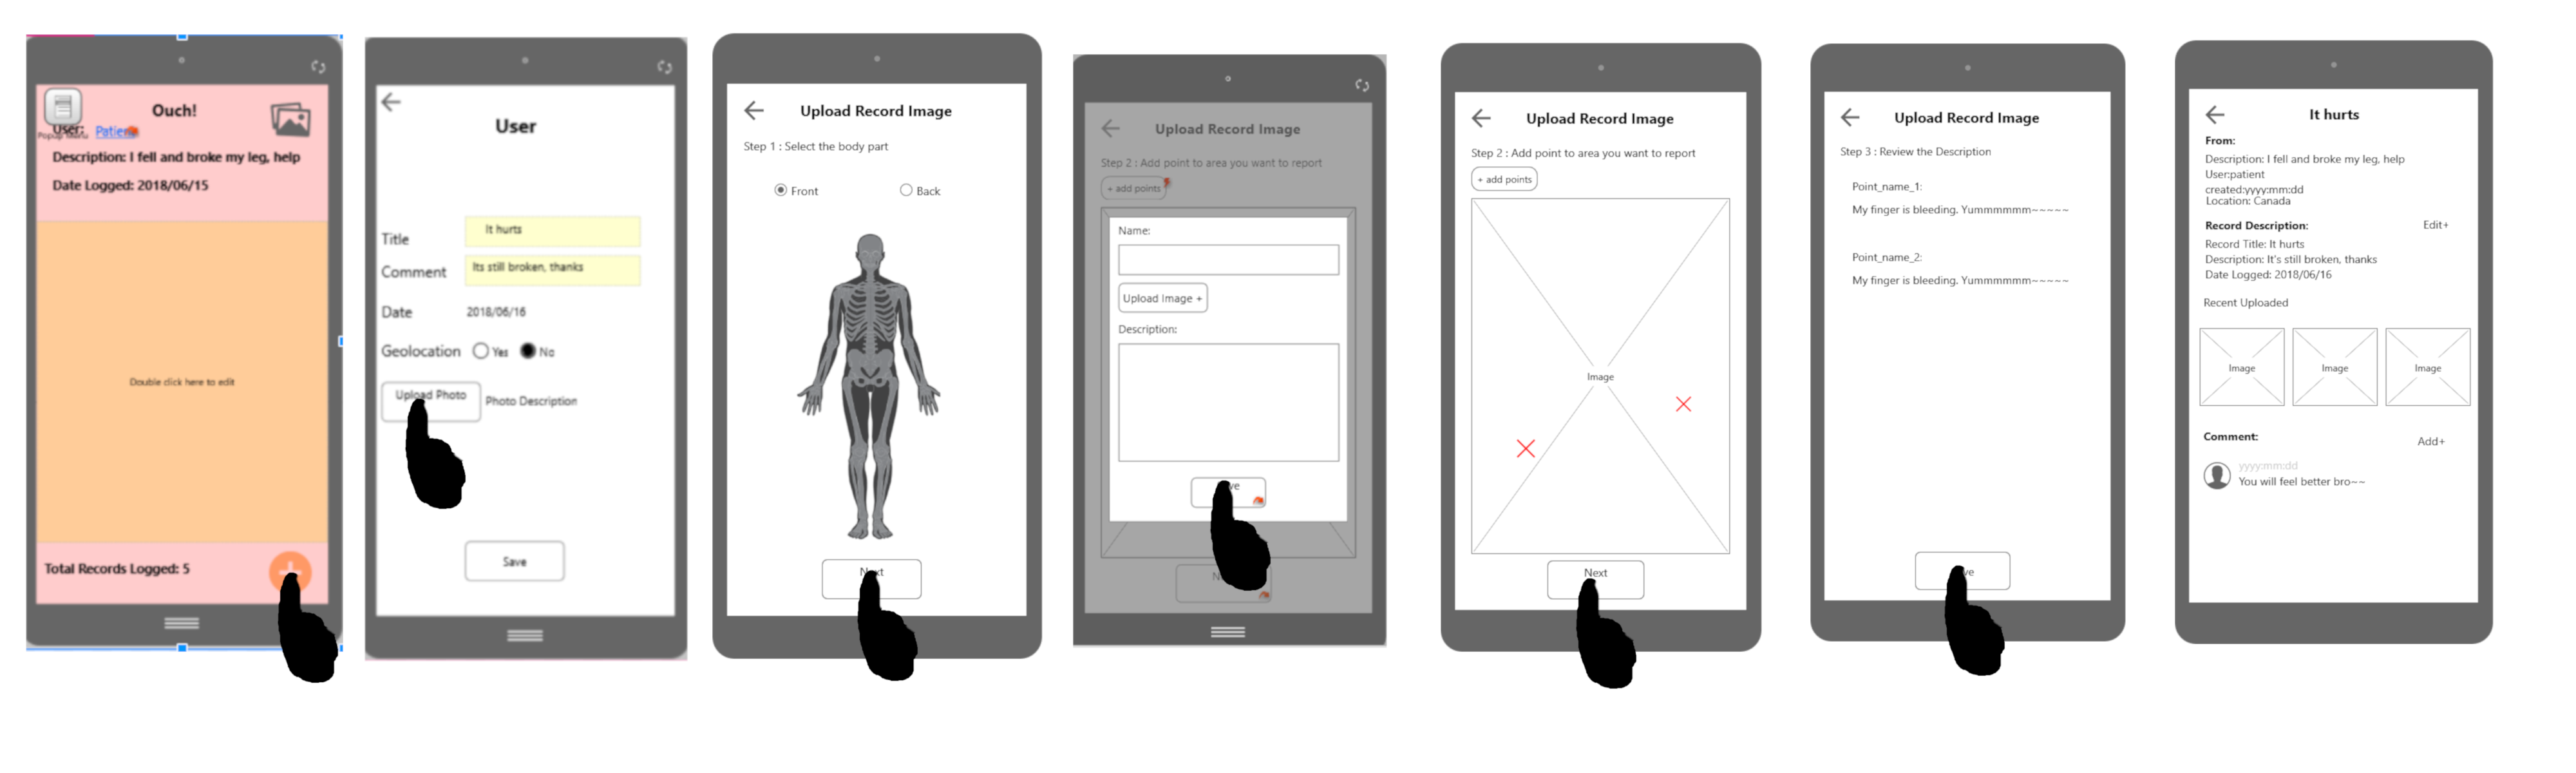 Ouch!
User: Patien
Popup Menu
Description: I fell and broke my leg, help
Date Logged: 2018/06/15
Double click here to edit
Total Records Logged: 5
User
Title
It hurts
Comment
Its still broken, thanks
Date
2018/06/16
Geolocation
Yes
No
Upload Photo
Photo Description
Save
Upload Record Image
Step 1 : Select the body part
Front
Back
Upload Record Image
Step 2 : Add point to area you want to report
+ add points
Name:
Upload Image +
Description:
Upload Record Image
Step 2 : Add point to area you want to report
+ add points
Image
Next
Upload Record Image
Step 3 : Review the Description
Point_name_1:
My finger is bleeding. Yummmmmm~~~~~
Point_name_2:
My finger is bleeding. Yummmmmm~~~~~
It hurts
From:
Description: I fell and broke my leg, help
User:patient
created:yyyy:mm:dd
Location: Canada
Record Description:
Edit+
Record Title: It hurts
Description: It's still broken, thanks
Date Logged: 2018/06/16
Recent Uploaded
Image
Image
Image
Comment:
Add+
yyyy:mm:dd
You will feel better bro~~